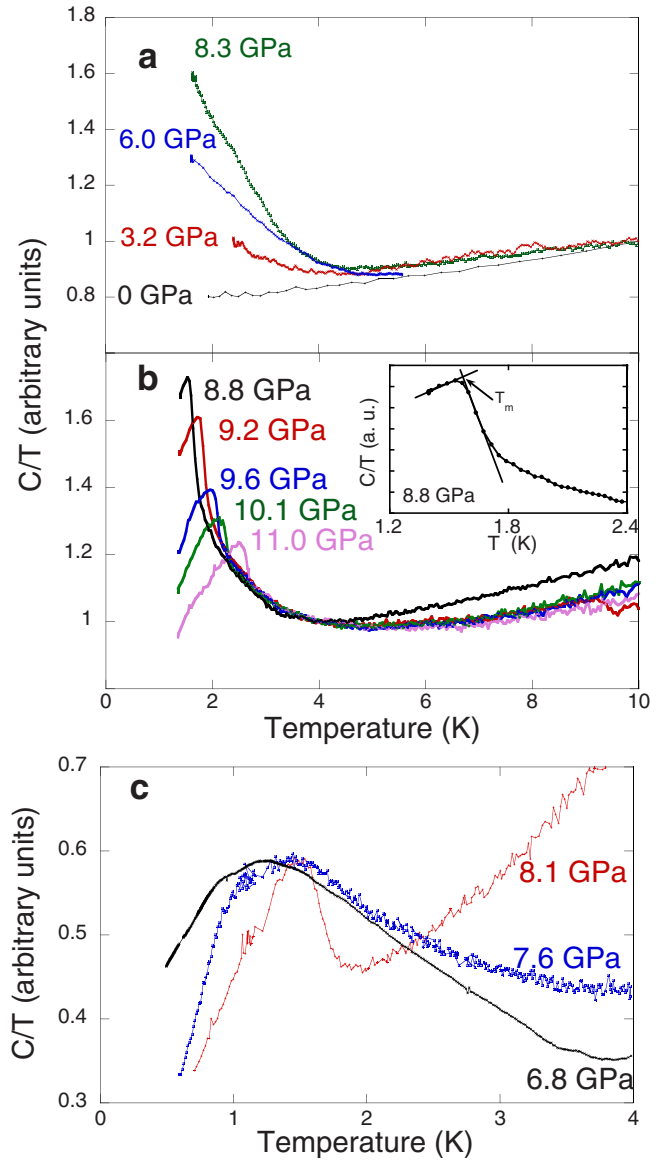 a
1.8
8.3 GPa
1.6
1.4
6.0 GPa
1.2
3.2 GPa
1
0 GPa
0.8
C/T (arbitrary units)
b
8.8 GPa
1.6
9.2 GPa
9.6 GPa
1.4
10.1 GPa
11.0 GPa
1.2
1
C/T (a. u.)
T_m
8.8 GPa
1.2 1.8 2.4
T (K)
0 2 4 6 8 10
Temperature (K)
c
0.7
8.1 GPa
0.6
0.5
7.6 GPa
0.4
6.8 GPa
0.3
C/T (arbitrary units)
0 1 2 3 4
Temperature (K)